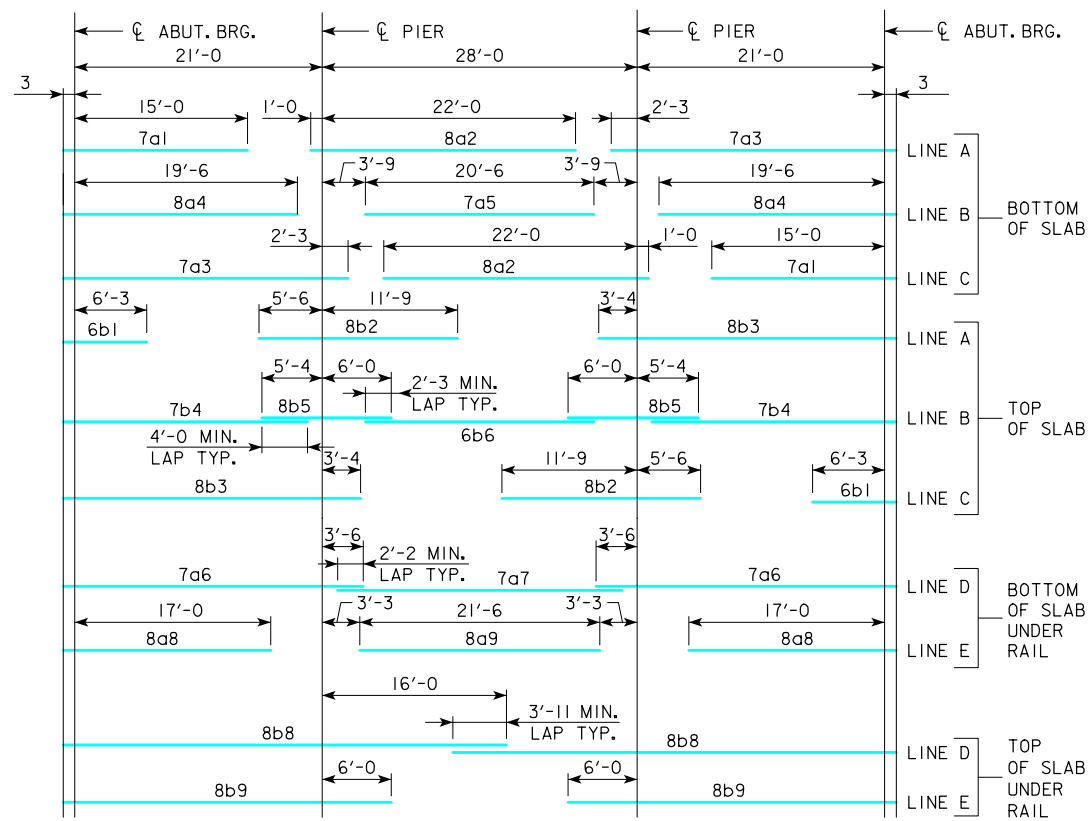 ℄ ABUT. BRG. ℄ PIER ℄ PIER ℄ ABUT. BRG.
21'-0 28'-0 21'-0
3 3
15'-0 1'-0 22'-0 2'-3
7a1 8a2 7a3 LINE A
3'-9 3'-9
19'-6 20'-6 19'-6
8a4 7a5 8a4 LINE B
BOTTOM
OF SLAB
2'-3 22'-0 1'-0 15'-0
7a3 8a2 7a1 LINE C
6'-3 5'-6 11'-9 3'-4
6b1 8b2 8b3 LINE A
5'-4 6'-0 6'-0 5'-4
2'-3 MIN.
LAP TYP.
7b4 8b5 6b6 8b5 7b4 LINE B
TOP
OF SLAB
4'-0 MIN.
LAP TYP.
3'-4 11'-9 5'-6 6'-3
8b3 8b2 6b1 LINE C
3'-6 3'-6
2'-2 MIN.
LAP TYP.
7a6 7a7 7a6 LINE D
3'-3 3'-3
17'-0 21'-6 17'-0
8a8 8a9 8a8 LINE E
BOTTOM
OF SLAB
UNDER
RAIL
16'-0
3'-11 MIN.
LAP TYP.
8b8 8b8 LINE D
6'-0 6'-0
8b9 8b9 LINE E
TOP
OF SLAB
UNDER
RAIL